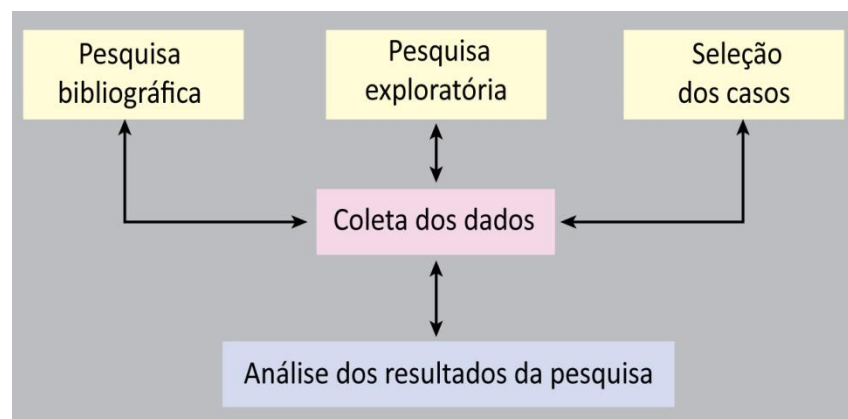 Pesquisa
bibliográfica
Pesquisa
exploratória
Seleção
dos casos
Coleta dos dados
Análise dos resultados da pesquisa